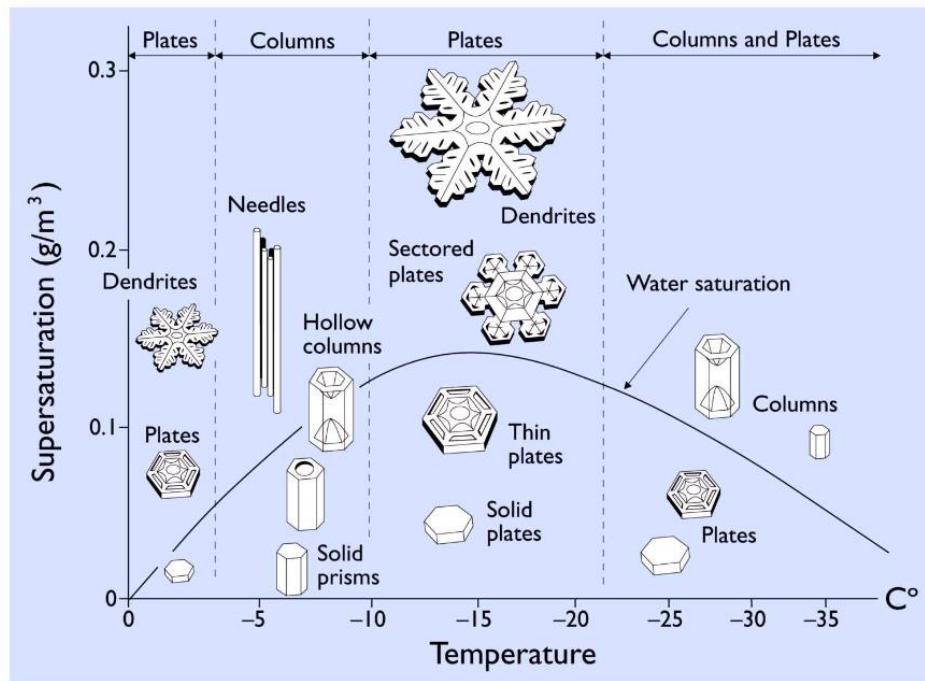 Plates
Columns
Plates
Columns and Plates
0.3
0.2
0.1
0
Supersaturation (g/m³)
Dendrites
Needles
Sectored
plates
Dendrites
Water saturation
Hollow
columns
Plates
Thin
plates
Columns
Solid
prisms
Solid
plates
Plates
0
–5
–10
–15
–20
–25
–30
–35
C°
Temperature